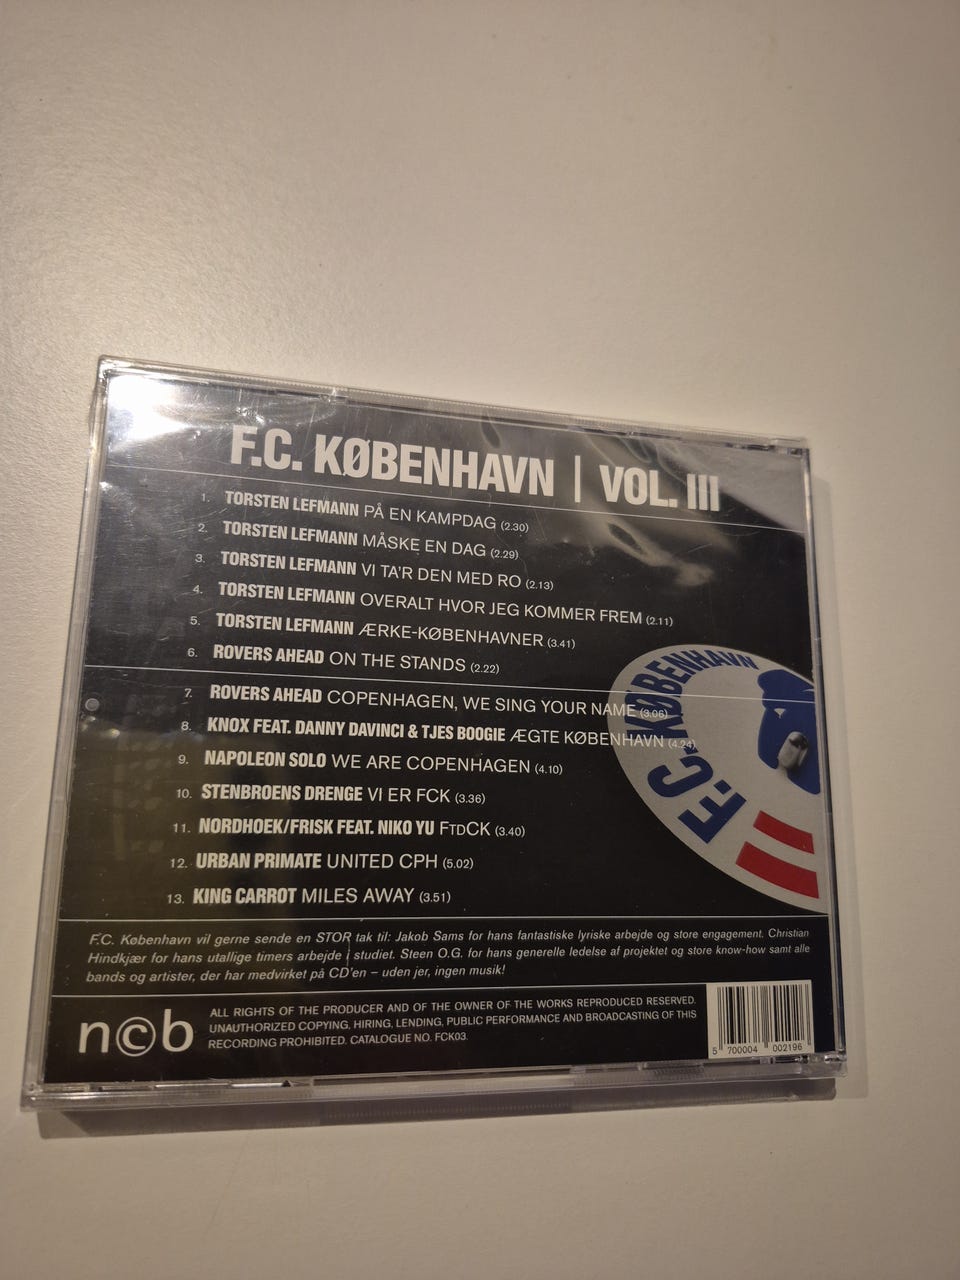 F.C. KØBENHAVN | VOL. III
1. TORSTEN LEFMANN PÅ EN KAMPDAG (2.30)
2. TORSTEN LEFMANN MÅSKE EN DAG (2.29)
3. TORSTEN LEFMANN VI TA'R DEN MED RO (2.13)
4. TORSTEN LEFMANN OVERALT HVOR JEG KOMMER FREM (2.11)
5. TORSTEN LEFMANN ÆRKE-KØBENHAVNER (3.41)
6. ROVERS AHEAD ON THE STANDS (2.22)
7. ROVERS AHEAD COPENHAGEN, WE SING YOUR NAME (3.06)
8. KNOX FEAT. DANNY DAVINCI & TJES BOOGIE ÆGTE KØBENHAVN (4.24)
9. NAPOLEON SOLO WE ARE COPENHAGEN (4.10)
10. STENBROENS DRENGE VI ER FCK (3.36)
11. NORDHOEK/FRISK FEAT. NIKO YU FTDCK (3.40)
12. URBAN PRIMATE UNITED CPH (5.02)
13. KING CARROT MILES AWAY (3.51)
F.C. KØBENHAVN
F.C. København vil gerne sende en STOR tak til: Jakob Sams for hans fantastiske lyriske arbejde og store engagement. Christian
Hindkjær for hans utallige timers arbejde i studiet. Steen O.G. for hans generelle ledelse af projektet og store know-how samt alle
bands og artister, der har medvirket på CD'en – uden jer, ingen musik!
n©b
ALL RIGHTS OF THE PRODUCER AND OF THE OWNER OF THE WORKS REPRODUCED RESERVED.
UNAUTHORIZED COPYING, HIRING, LENDING, PUBLIC PERFORMANCE AND BROADCASTING OF THIS
RECORDING PROHIBITED. CATALOGUE NO. FCK03.
5 700004 002196